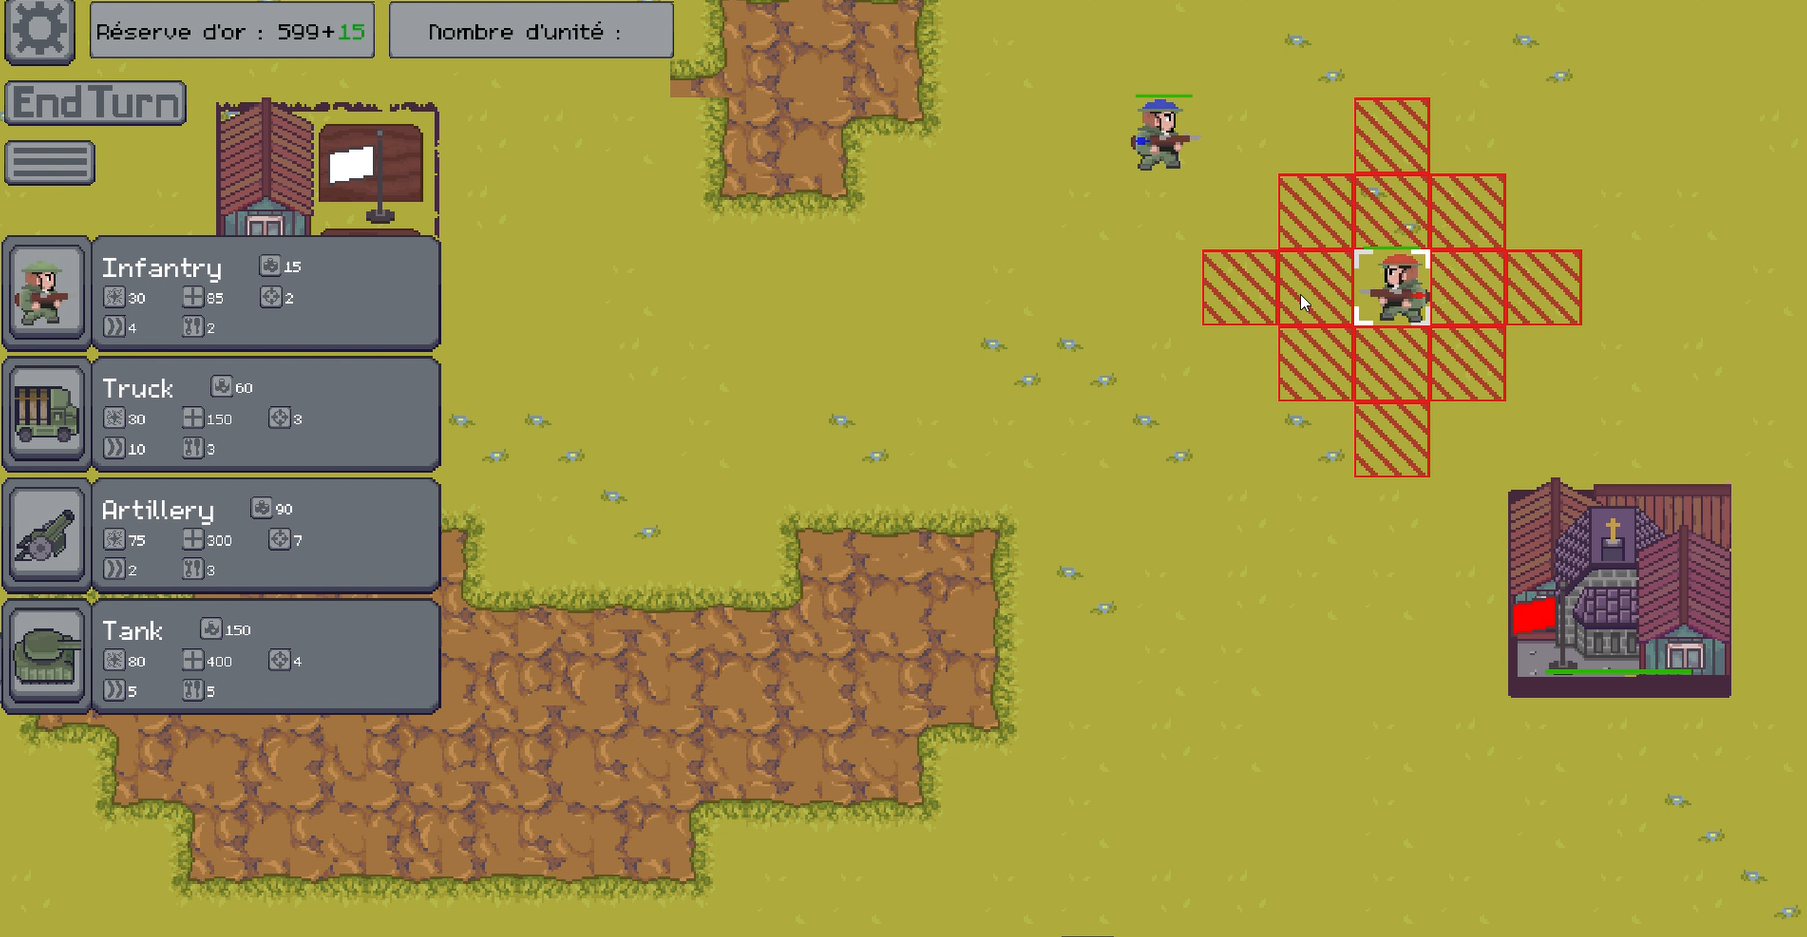 Réserve d'or : 599+15
Nombre d'unité :
End Turn
Infantry 15
30 85 2
4 2
Truck 60
30 150 3
10 3
Artillery 90
75 300 7
2 3
Tank 150
80 400 4
5 5